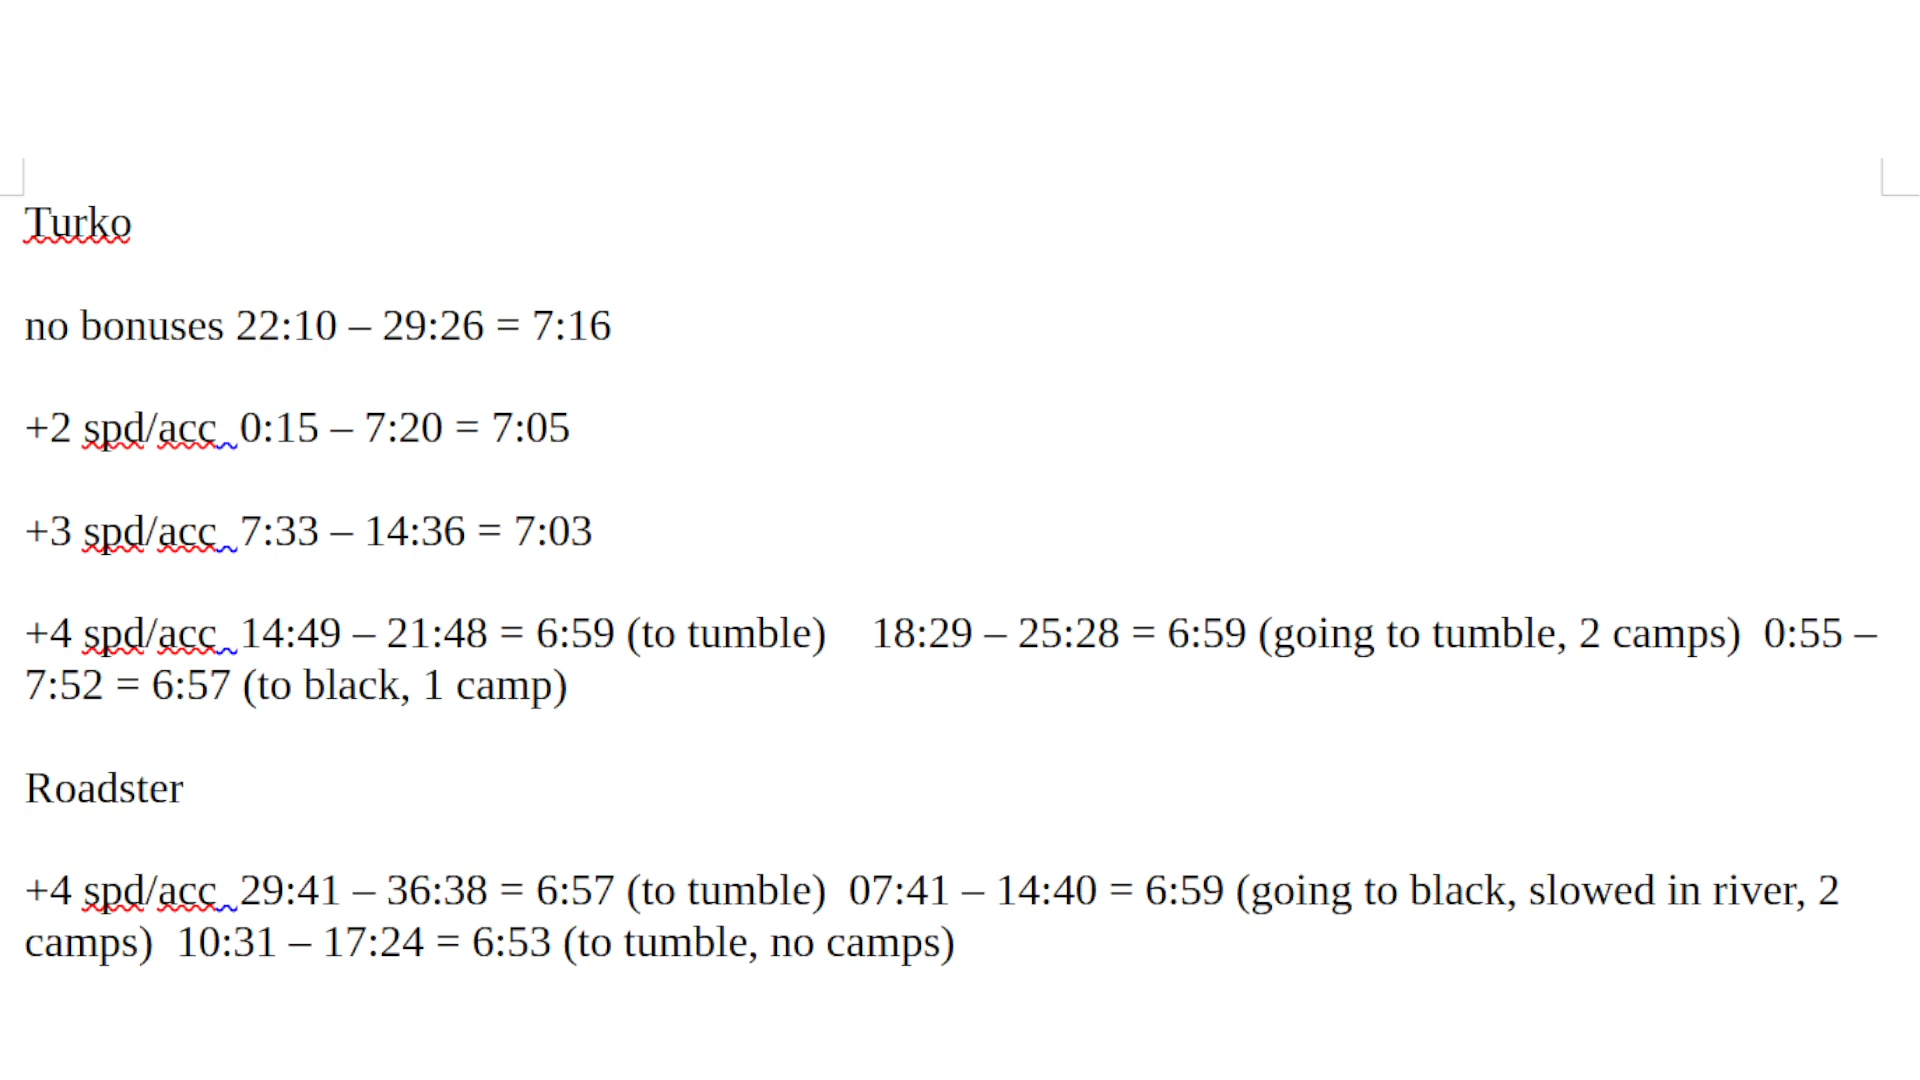 Turko
no bonuses 22:10 – 29:26 = 7:16
+2 spd/acc  0:15 – 7:20 = 7:05
+3 spd/acc  7:33 – 14:36 = 7:03
+4 spd/acc  14:49 – 21:48 = 6:59 (to tumble)    18:29 – 25:28 = 6:59 (going to tumble, 2 camps)  0:55 –
7:52 = 6:57 (to black, 1 camp)
Roadster
+4 spd/acc  29:41 – 36:38 = 6:57 (to tumble)  07:41 – 14:40 = 6:59 (going to black, slowed in river, 2
camps)  10:31 – 17:24 = 6:53 (to tumble, no camps)